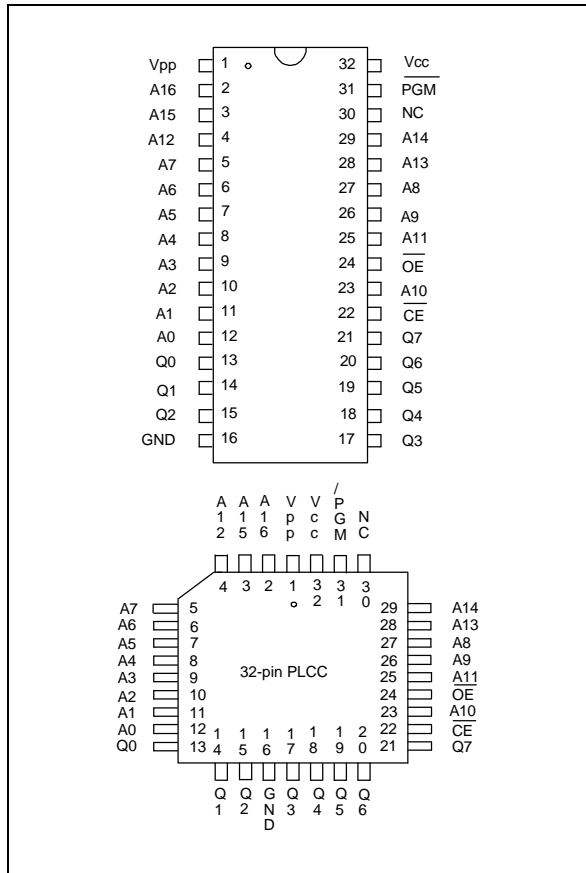 Vpp 1 32 Vcc
A16 2 31 PGM
A15 3 30 NC
A12 4 29 A14
A7 5 28 A13
A6 6 27 A8
A5 7 26 A9
A4 8 25 A11
A3 9 24 OE
A2 10 23 A10
A1 11 22 CE
A0 12 21 Q7
Q0 13 20 Q6
Q1 14 19 Q5
Q2 15 18 Q4
GND 16 17 Q3
A12 A15 A16 Vpp Vcc /PGM NC
4 3 2 1 32 31 30
A7 5 29 A14
A6 6 28 A13
A5 7 27 A8
A4 8 26 A9
A3 9 32-pin PLCC 25 A11
A2 10 24 OE
A1 11 23 A10
A0 12 22 CE
Q0 13 21 Q7
14 15 16 17 18 19 20
Q1 Q2 GND Q3 Q4 Q5 Q6